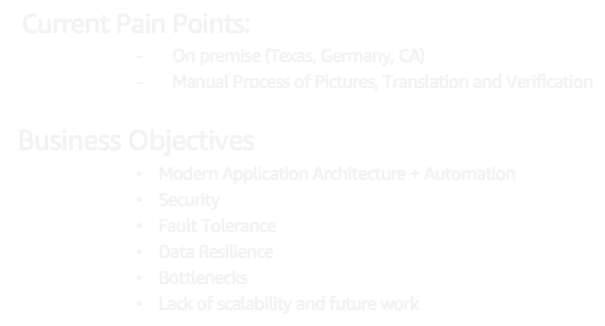 Current Pain Points:
- On premise (Texas, Germany, CA)
- Manual Process of Pictures, Translation and Verification
Business Objectives
• Modern Application Architecture + Automation
• Security
• Fault Tolerance
• Data Resilience
• Bottlenecks
• Lack of scalability and future work